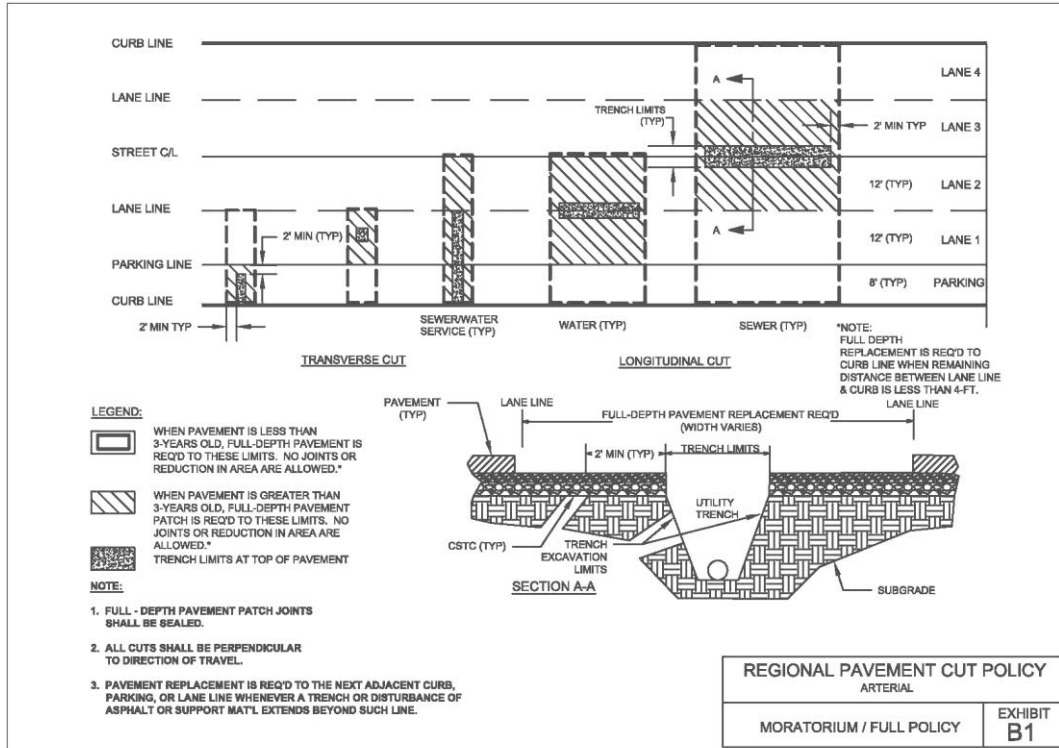 CURB LINE
LANE LINE
STREET C/L
LANE LINE
PARKING LINE
CURB LINE
2' MIN TYP
2' MIN (TYP)
TRENCH LIMITS
(TYP)
A
A
2' MIN TYP
LANE 4
LANE 3
12' (TYP) LANE 2
12' (TYP) LANE 1
8' (TYP) PARKING
SEWER/WATER
SERVICE (TYP)
WATER (TYP)
SEWER (TYP)
TRANSVERSE CUT
LONGITUDINAL CUT
*NOTE:
FULL DEPTH
REPLACEMENT IS REQ'D TO
CURB LINE WHEN REMAINING
DISTANCE BETWEEN LANE LINE
& CURB IS LESS THAN 4-FT.
LEGEND:
WHEN PAVEMENT IS LESS THAN
3-YEARS OLD, FULL-DEPTH PAVEMENT IS
REQ'D TO THESE LIMITS. NO JOINTS OR
REDUCTION IN AREA ARE ALLOWED.*
WHEN PAVEMENT IS GREATER THAN
3-YEARS OLD, FULL-DEPTH PAVEMENT
PATCH IS REQ'D TO THESE LIMITS. NO
JOINTS OR REDUCTION IN AREA ARE
ALLOWED.*
TRENCH LIMITS AT TOP OF PAVEMENT
NOTE:
1. FULL - DEPTH PAVEMENT PATCH JOINTS
SHALL BE SEALED.
2. ALL CUTS SHALL BE PERPENDICULAR
TO DIRECTION OF TRAVEL.
3. PAVEMENT REPLACEMENT IS REQ'D TO THE NEXT ADJACENT CURB,
PARKING, OR LANE LINE WHENEVER A TRENCH OR DISTURBANCE OF
ASPHALT OR SUPPORT MAT'L EXTENDS BEYOND SUCH LINE.
PAVEMENT
(TYP)
LANE LINE
LANE LINE
FULL-DEPTH PAVEMENT REPLACEMENT REQ'D
(WIDTH VARIES)
2' MIN (TYP)
TRENCH LIMITS
UTILITY
TRENCH
CSTC (TYP)
TRENCH
EXCAVATION
LIMITS
SUBGRADE
SECTION A-A
REGIONAL PAVEMENT CUT POLICY
ARTERIAL
MORATORIUM / FULL POLICY
EXHIBIT
B1